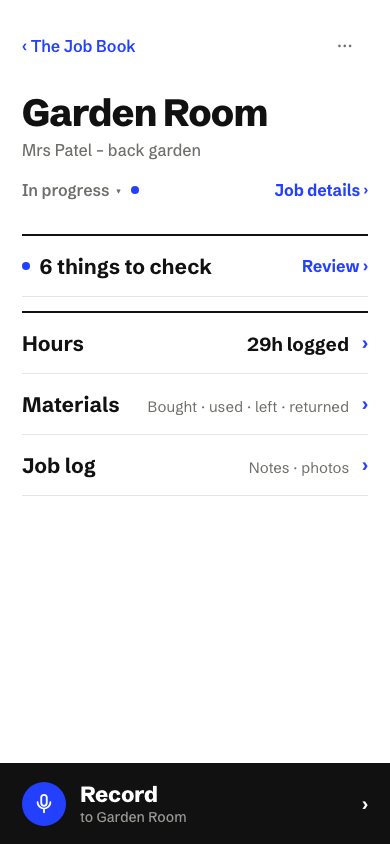 ‹ The Job Book
Garden Room
Mrs Patel – back garden
In progress ▾
Job details ›
6 things to check
Review ›
Hours
29h logged ›
Materials
Bought · used · left · returned ›
Job log
Notes · photos ›
Record
to Garden Room
›